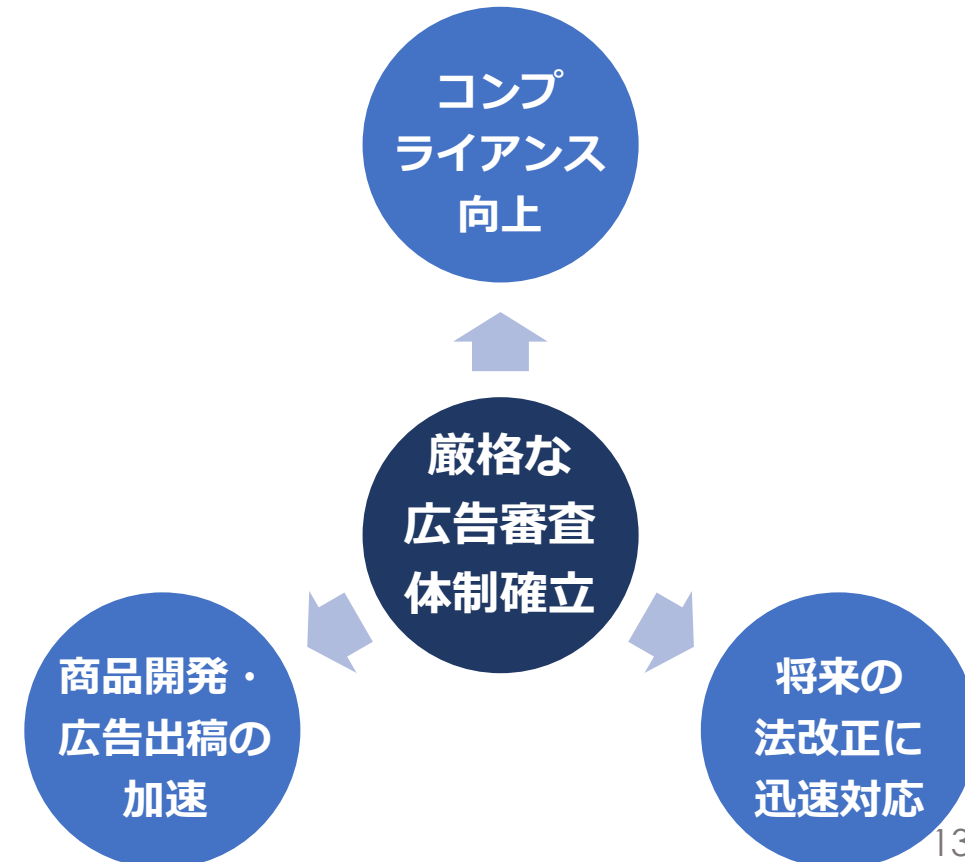 コンプ
ライアンス
向上
厳格な
広告審査
体制確立
商品開発・
広告出稿の
加速
将来の
法改正に
迅速対応
13